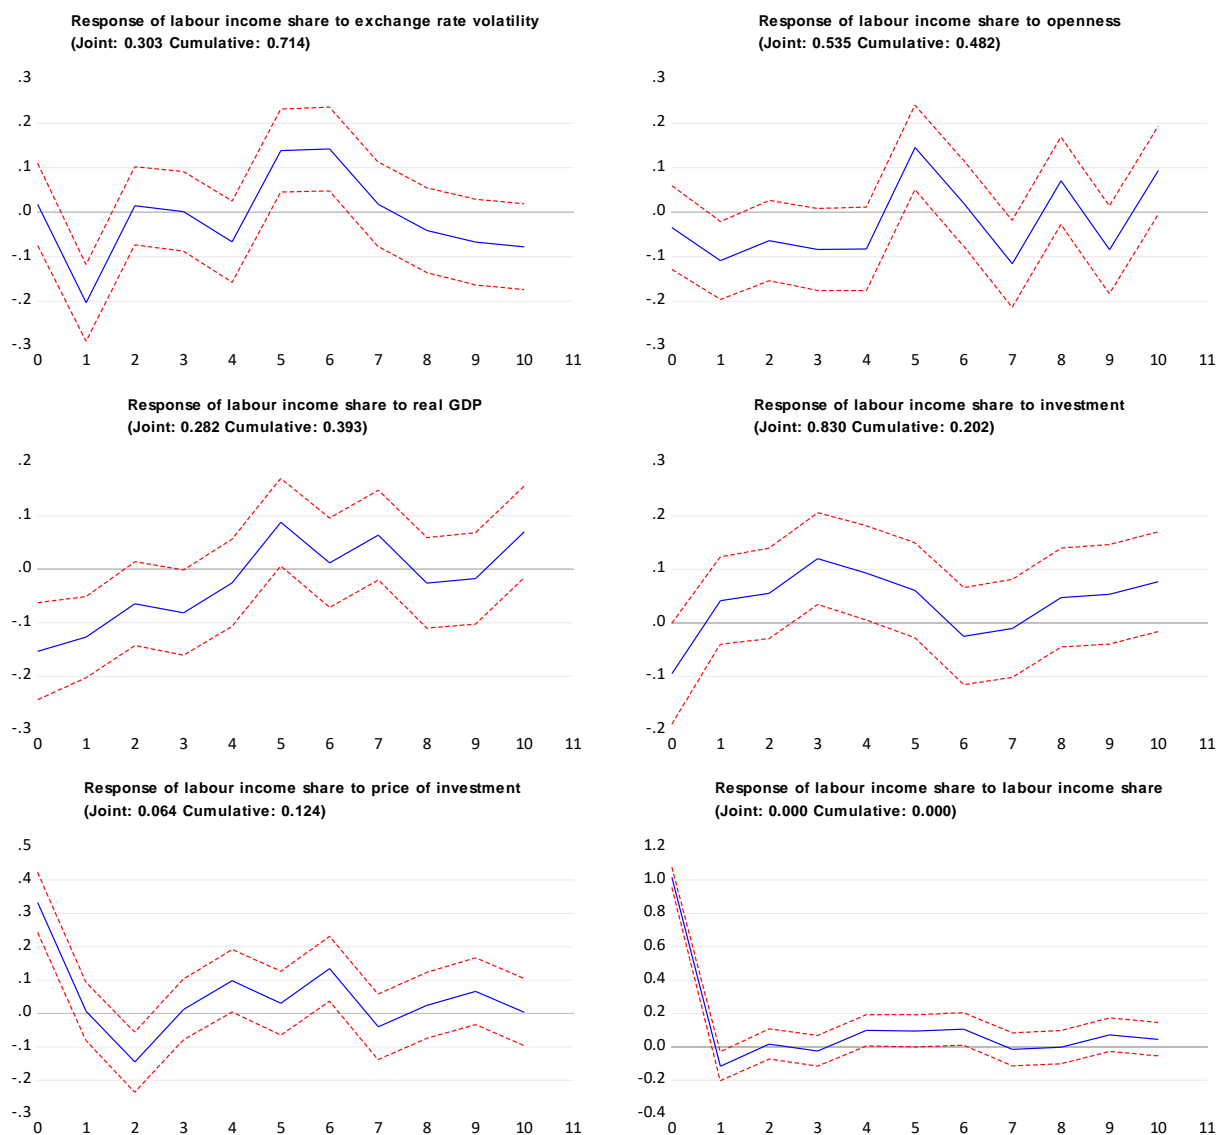 Response of labour income share to exchange rate volatility
(Joint: 0.303 Cumulative: 0.714)
.3
.2
.1
.0
-.1
-.2
-.3
0 1 2 3 4 5 6 7 8 9 10 11
Response of labour income share to openness
(Joint: 0.535 Cumulative: 0.482)
.3
.2
.1
.0
-.1
-.2
-.3
0 1 2 3 4 5 6 7 8 9 10 11
Response of labour income share to real GDP
(Joint: 0.282 Cumulative: 0.393)
.2
.1
.0
-.1
-.2
-.3
0 1 2 3 4 5 6 7 8 9 10 11
Response of labour income share to investment
(Joint: 0.830 Cumulative: 0.202)
.3
.2
.1
.0
-.1
-.2
0 1 2 3 4 5 6 7 8 9 10 11
Response of labour income share to price of investment
(Joint: 0.064 Cumulative: 0.124)
.5
.4
.3
.2
.1
.0
-.1
-.2
-.3
0 1 2 3 4 5 6 7 8 9 10 11
Response of labour income share to labour income share
(Joint: 0.000 Cumulative: 0.000)
1.2
1.0
0.8
0.6
0.4
0.2
0.0
-0.2
-0.4
0 1 2 3 4 5 6 7 8 9 10 11